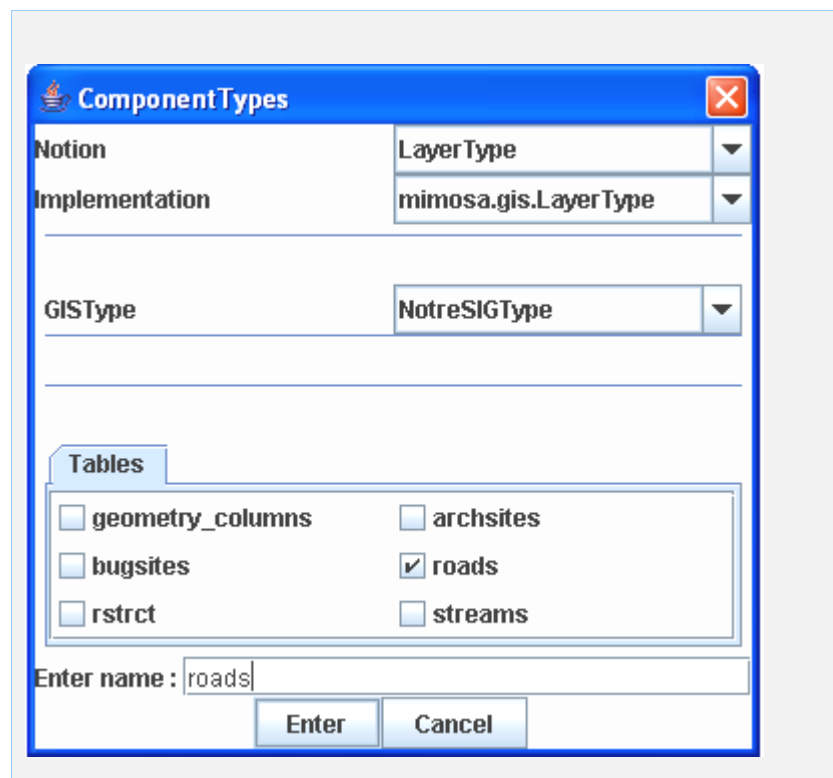 ComponentTypes
Notion LayerType
Implementation mimosa.gis.LayerType
GISType NotreSIGType
Tables
geometry_columns archsites
bugsites roads
rstrct streams
Enter name : roads
Enter Cancel